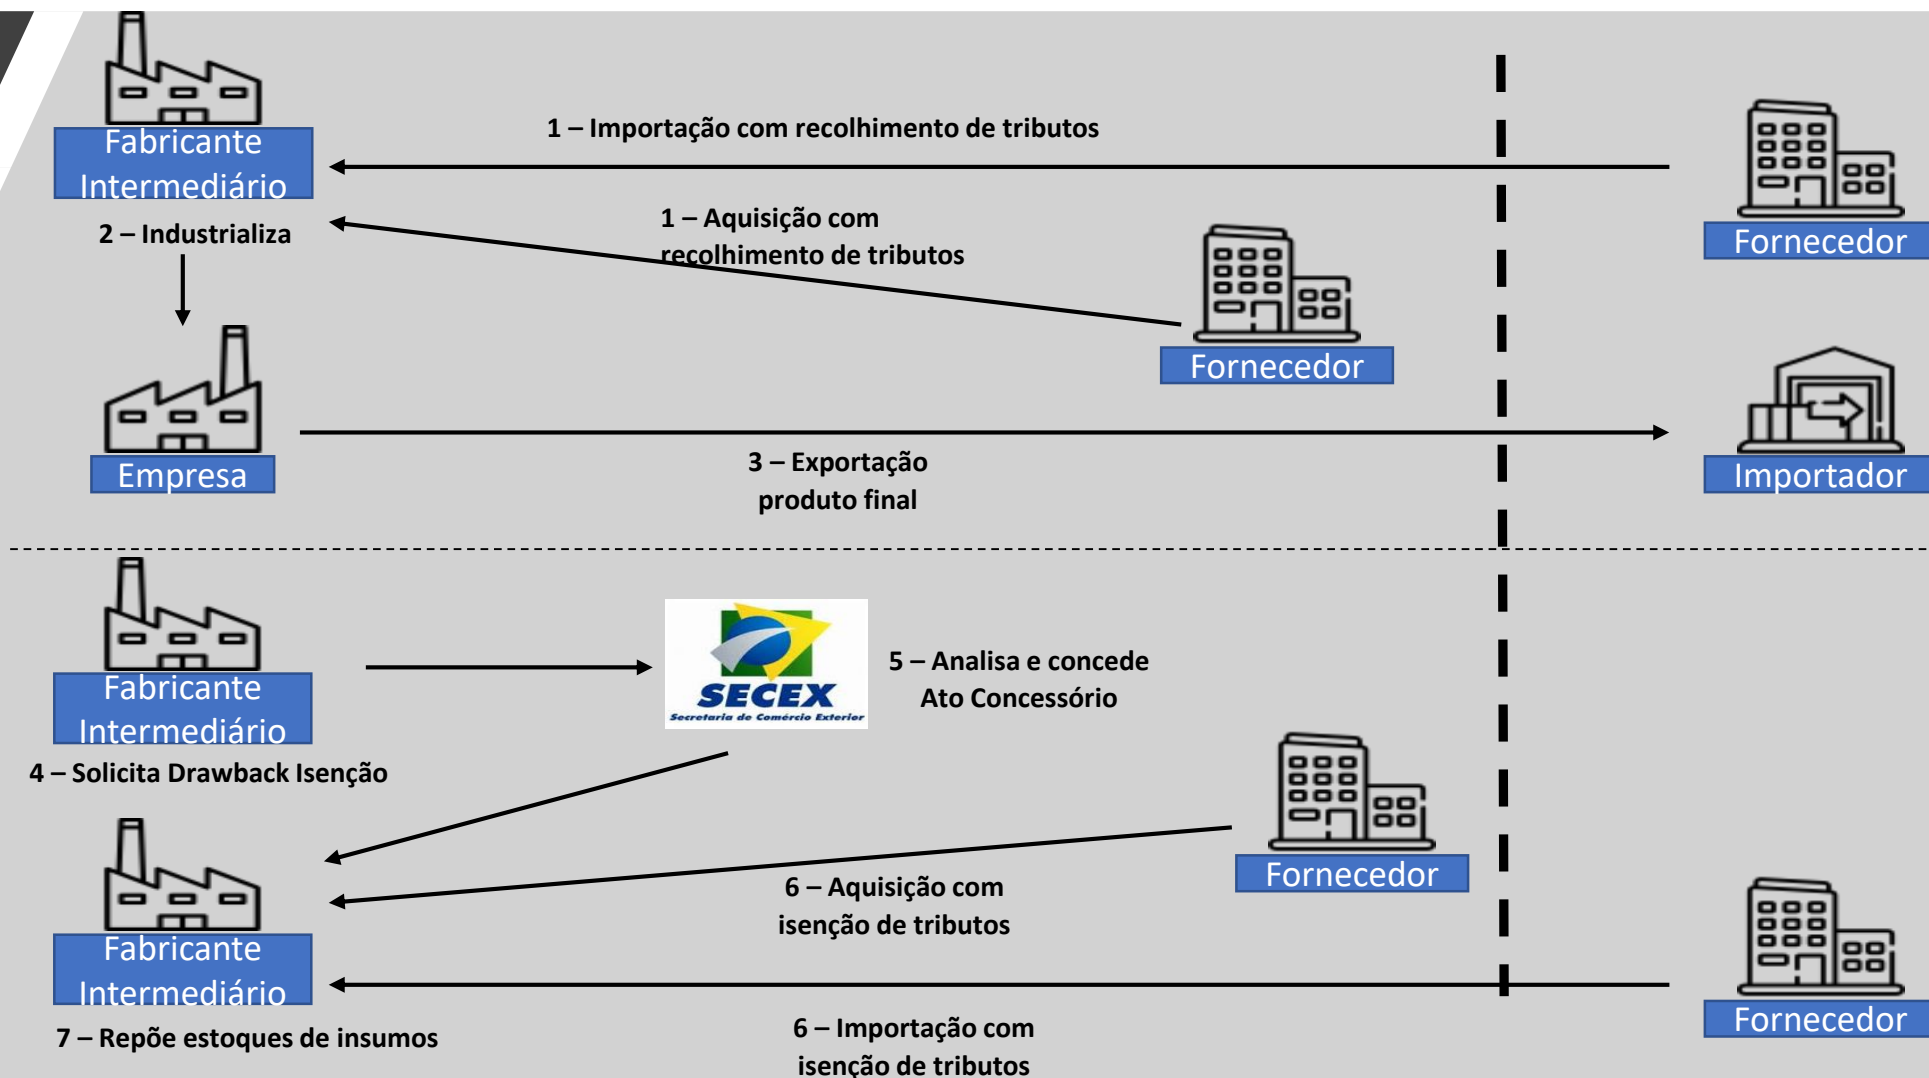 Fabricante
Intermediário
1 – Importação com recolhimento de tributos
Fornecedor
2 – Industrializa
1 – Aquisição com
recolhimento de tributos
Fornecedor
Empresa
3 – Exportação
produto final
Importador
Fabricante
Intermediário
4 – Solicita Drawback Isenção
SECEX
Secretaria de Comércio Exterior
5 – Analisa e concede
Ato Concessório
Fornecedor
6 – Aquisição com
isenção de tributos
Fabricante
Intermediário
7 – Repõe estoques de insumos
6 – Importação com
isenção de tributos
Fornecedor